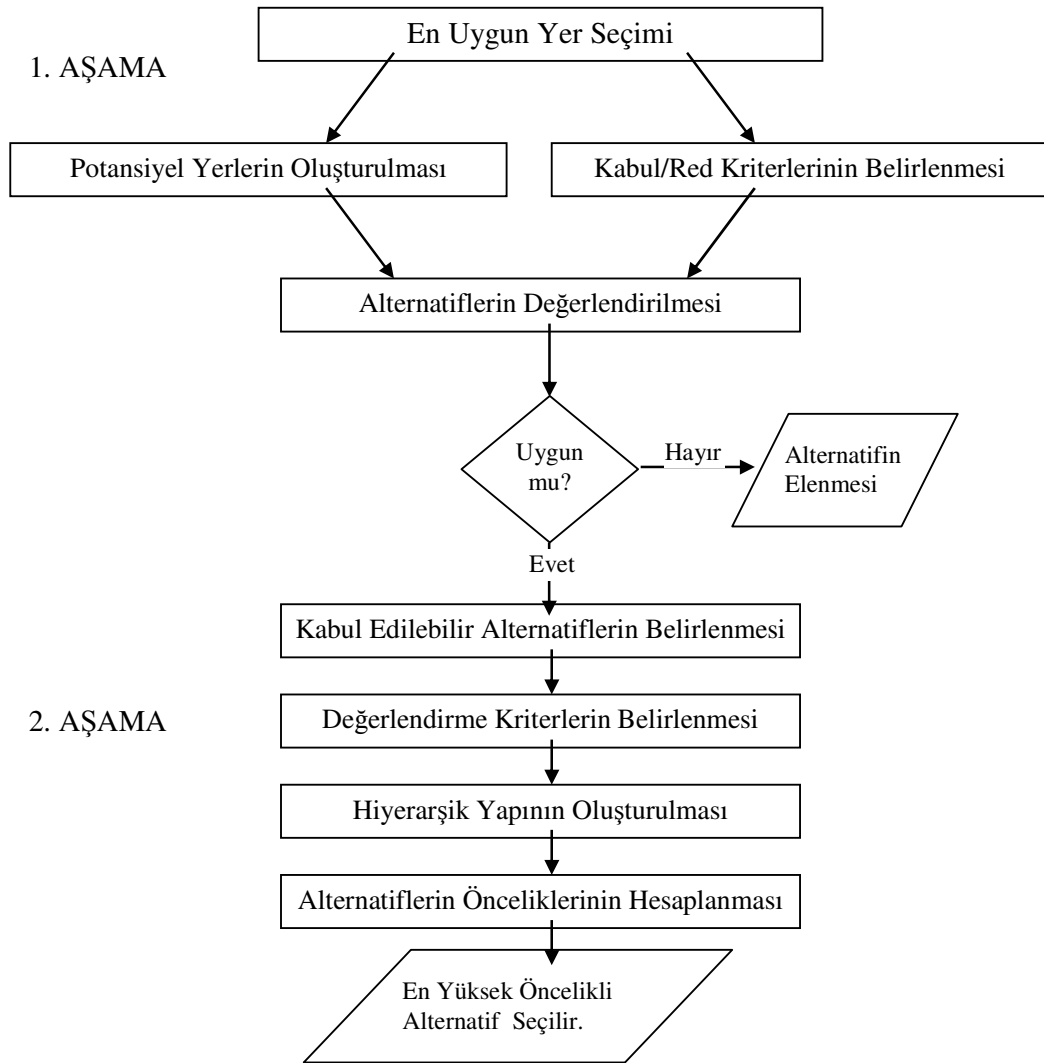 En Uygun Yer Seçimi
1. AŞAMA
Potansiyel Yerlerin Oluşturulması
Kabul/Red Kriterlerinin Belirlenmesi
Alternatiflerin Değerlendirilmesi
Uygun
mu?
Hayır
Alternatifin
Elenmesi
Evet
Kabul Edilebilir Alternatiflerin Belirlenmesi
2. AŞAMA
Değerlendirme Kriterlerin Belirlenmesi
Hiyerarşik Yapının Oluşturulması
Alternatiflerin Önceliklerinin Hesaplanması
En Yüksek Öncelikli
Alternatif Seçilir.